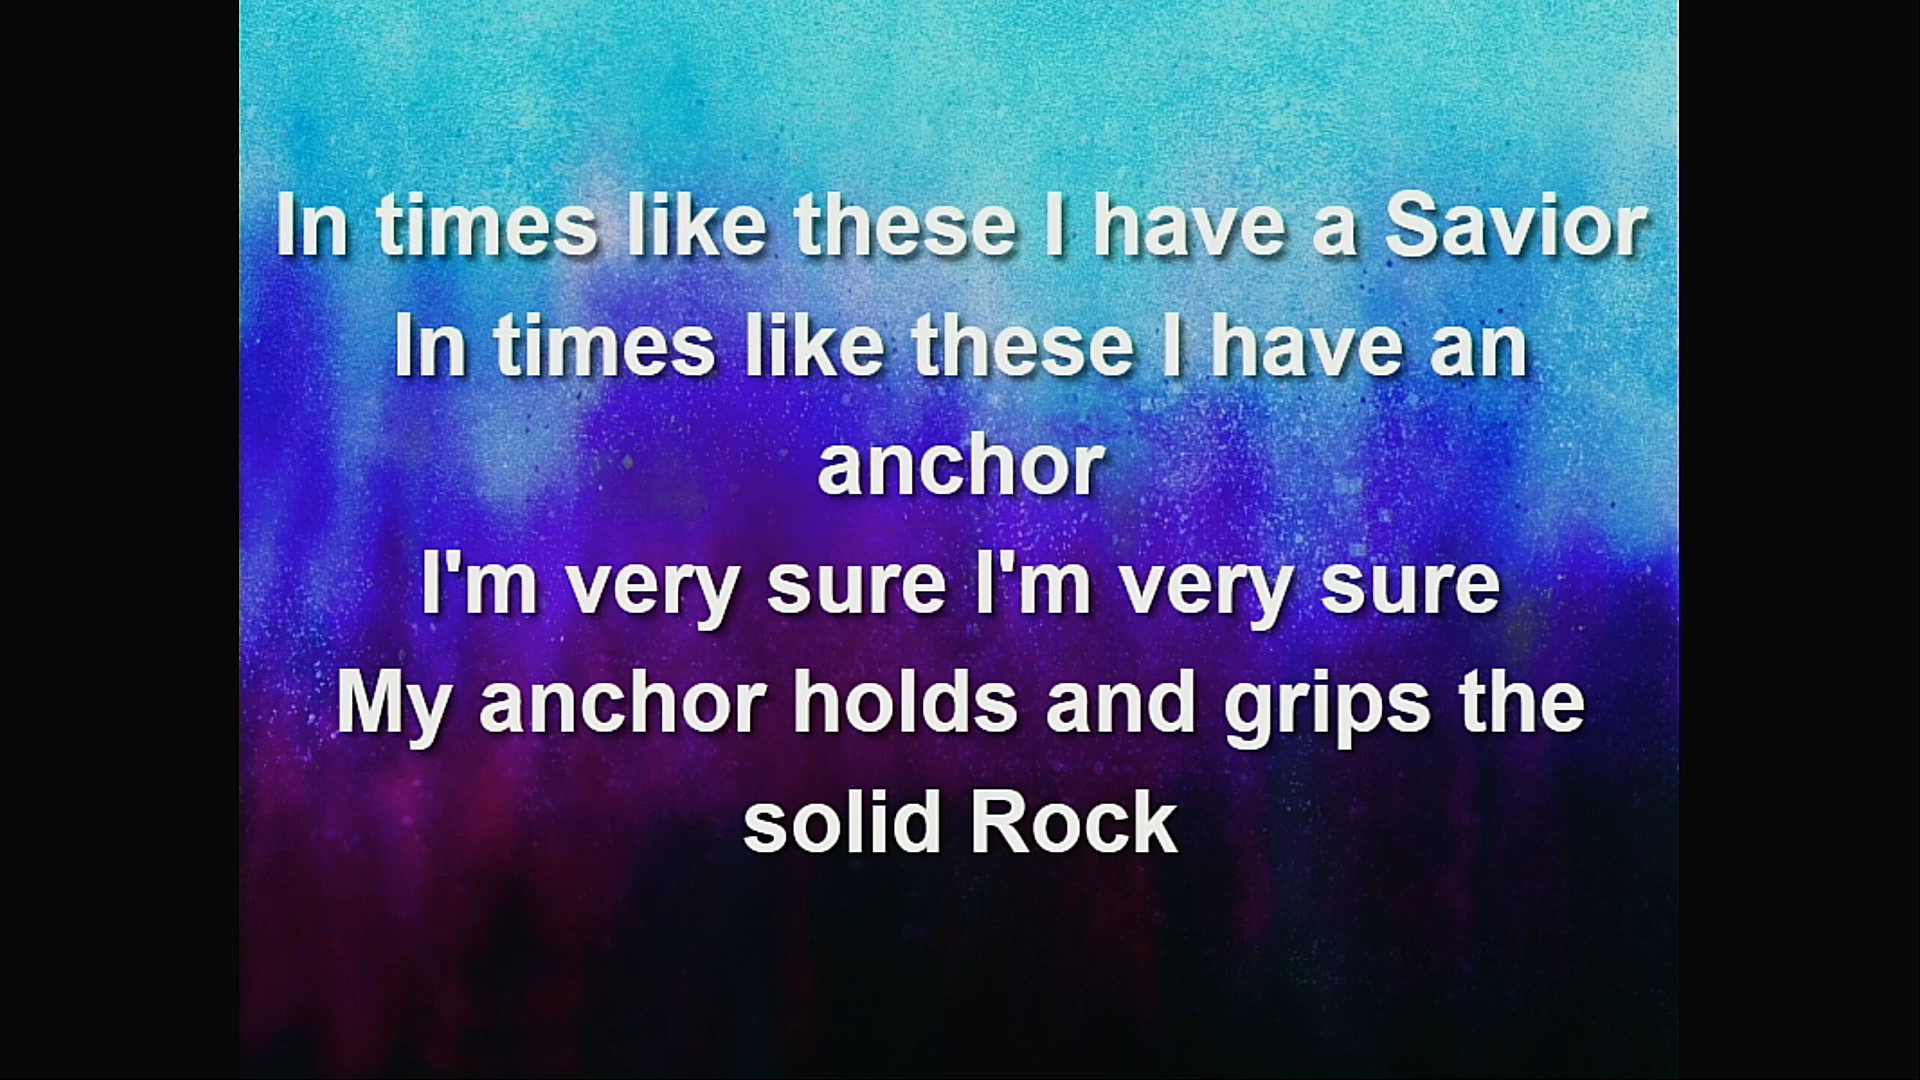 In times like these I have a Savior
In times like these I have an
anchor
I'm very sure I'm very sure
My anchor holds and grips the
solid Rock